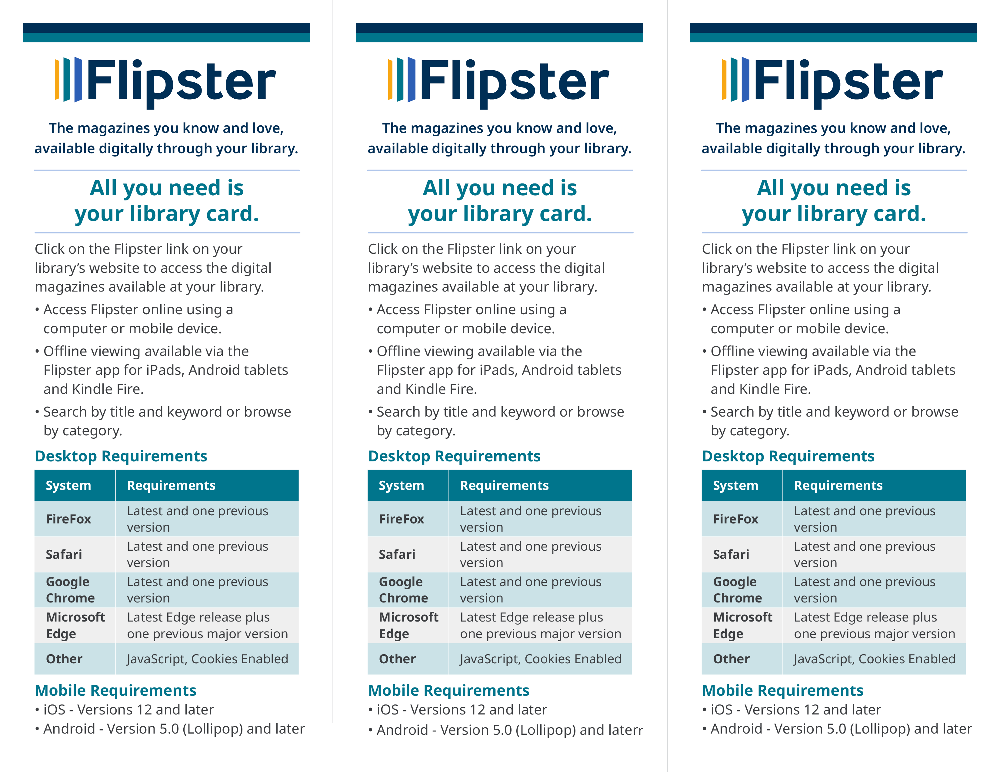 Flipster
The magazines you know and love,
available digitally through your library.
All you need is
your library card.
Click on the Flipster link on your
library’s website to access the digital
magazines available at your library.
• Access Flipster online using a
computer or mobile device.
• Offline viewing available via the
Flipster app for iPads, Android tablets
and Kindle Fire.
• Search by title and keyword or browse
by category.
Desktop Requirements
System Requirements
FireFox Latest and one previous
version
Safari Latest and one previous
version
Google Latest and one previous
Chrome version
Microsoft Latest Edge release plus
Edge one previous major version
Other JavaScript, Cookies Enabled
Mobile Requirements
• iOS - Versions 12 and later
• Android - Version 5.0 (Lollipop) and later
Flipster
The magazines you know and love,
available digitally through your library.
All you need is
your library card.
Click on the Flipster link on your
library’s website to access the digital
magazines available at your library.
• Access Flipster online using a
computer or mobile device.
• Offline viewing available via the
Flipster app for iPads, Android tablets
and Kindle Fire.
• Search by title and keyword or browse
by category.
Desktop Requirements
System Requirements
FireFox Latest and one previous
version
Safari Latest and one previous
version
Google Latest and one previous
Chrome version
Microsoft Latest Edge release plus
Edge one previous major version
Other JavaScript, Cookies Enabled
Mobile Requirements
• iOS - Versions 12 and later
• Android - Version 5.0 (Lollipop) and laterr
Flipster
The magazines you know and love,
available digitally through your library.
All you need is
your library card.
Click on the Flipster link on your
library’s website to access the digital
magazines available at your library.
• Access Flipster online using a
computer or mobile device.
• Offline viewing available via the
Flipster app for iPads, Android tablets
and Kindle Fire.
• Search by title and keyword or browse
by category.
Desktop Requirements
System Requirements
FireFox Latest and one previous
version
Safari Latest and one previous
version
Google Latest and one previous
Chrome version
Microsoft Latest Edge release plus
Edge one previous major version
Other JavaScript, Cookies Enabled
Mobile Requirements
• iOS - Versions 12 and later
• Android - Version 5.0 (Lollipop) and later